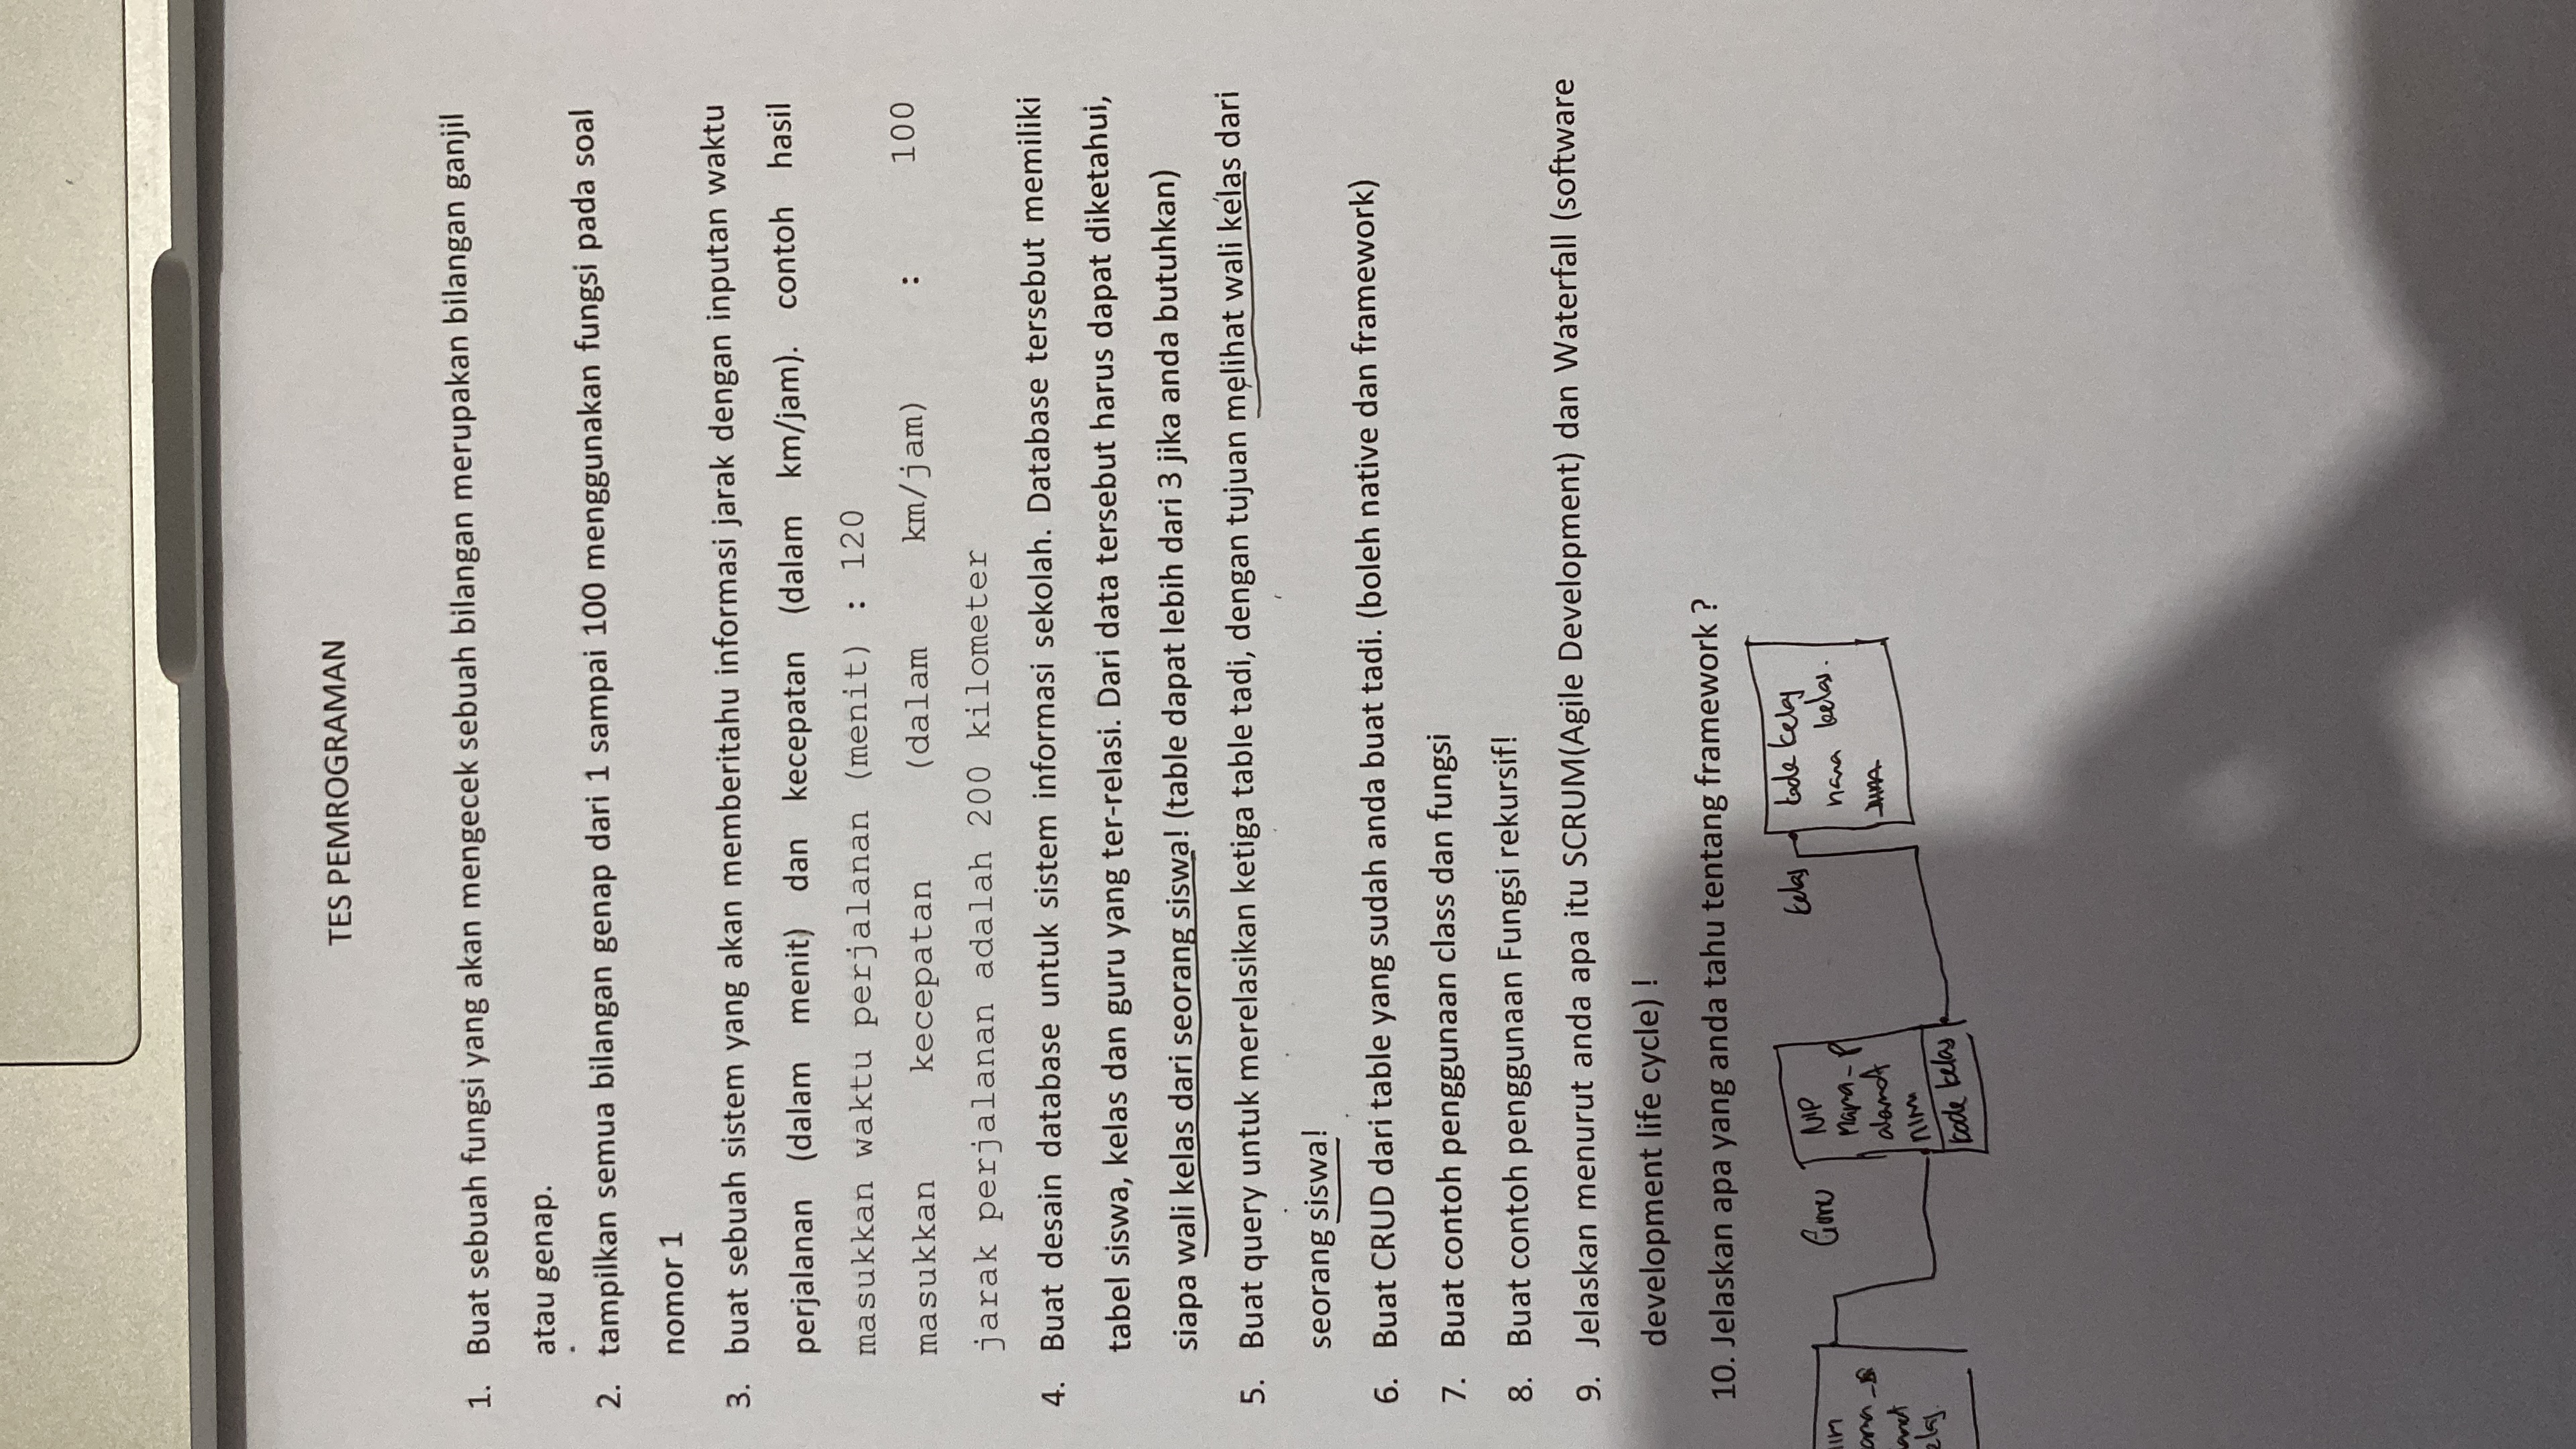 TES PEMROGRAMAN
1. Buat sebuah fungsi yang akan mengecek sebuah bilangan merupakan bilangan ganjil
atau genap.
2. tampilkan semua bilangan genap dari 1 sampai 100 menggunakan fungsi pada soal
nomor 1
3. buat sebuah sistem yang akan memberitahu informasi jarak dengan inputan waktu
perjalanan (dalam menit) dan kecepatan (dalam km/jam). contoh hasil
masukkan waktu perjalanan (menit) : 120
masukkan kecepatan (dalam km/jam) : 100
jarak perjalanan adalah 200 kilometer
4. Buat desain database untuk sistem informasi sekolah. Database tersebut memiliki
tabel siswa, kelas dan guru yang ter-relasi. Dari data tersebut harus dapat diketahui,
siapa wali kelas dari seorang siswa! (table dapat lebih dari 3 jika anda butuhkan)
5. Buat query untuk merelasikan ketiga table tadi, dengan tujuan melihat wali kelas dari
seorang siswa!
6. Buat CRUD dari table yang sudah anda buat tadi. (boleh native dan framework)
7. Buat contoh penggunaan class dan fungsi
8. Buat contoh penggunaan Fungsi rekursif!
9. Jelaskan menurut anda apa itu SCRUM(Agile Development) dan Waterfall (software
development life cycle) !
10. Jelaskan apa yang anda tahu tentang framework ?
Guru
NIP
nama_P
alamat
nim
kode kelas
kelas
kode kelas
nama kelas.